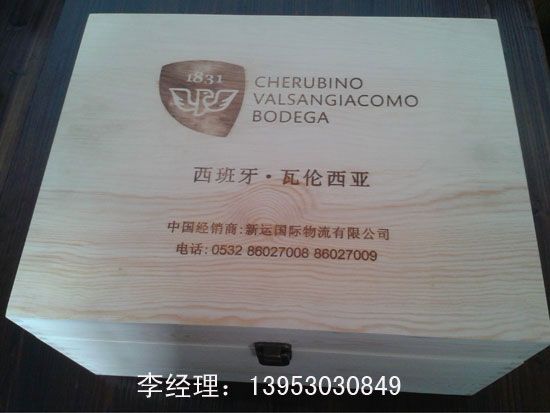 1831
CHERUBINO
VALSANGIACOMO
BODEGA
西班牙·瓦伦西亚
中国经销商:新运国际物流有限公司
电话: 0532 86027008 86027009
李经理：13953030849